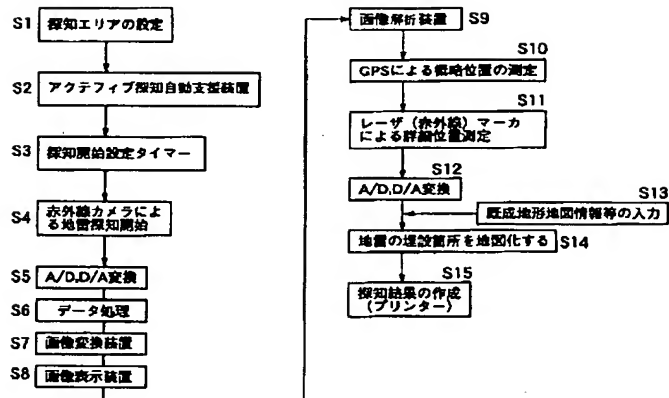 S1 探知エリアの設定
S2 アクテフィブ探知自動支援装置
S3 探知開始設定タイマー
S4 赤外線カメラによ
る地雷探知開始
S5 A/D,D/A変換
S6 データ処理
S7 画像変換装置
S8 画像表示装置
画像解析装置 S9
S10
GPSによる概略位置の測定
S11
レーザ（赤外線）マーカ
による詳細位置測定
S12
A/D,D/A変換
S13
既成地形地図情報等の入力
地雷の埋設箇所を地図化する S14
S15
探知結果の作成
（プリンター）